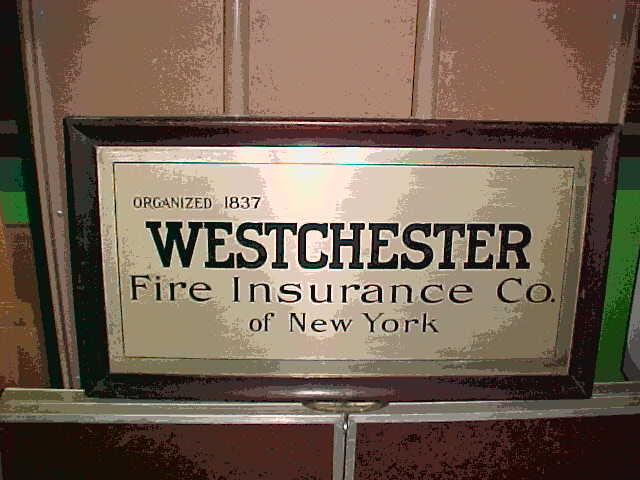 ORGANIZED 1837
WESTCHESTER
Fire Insurance Co.
of New York